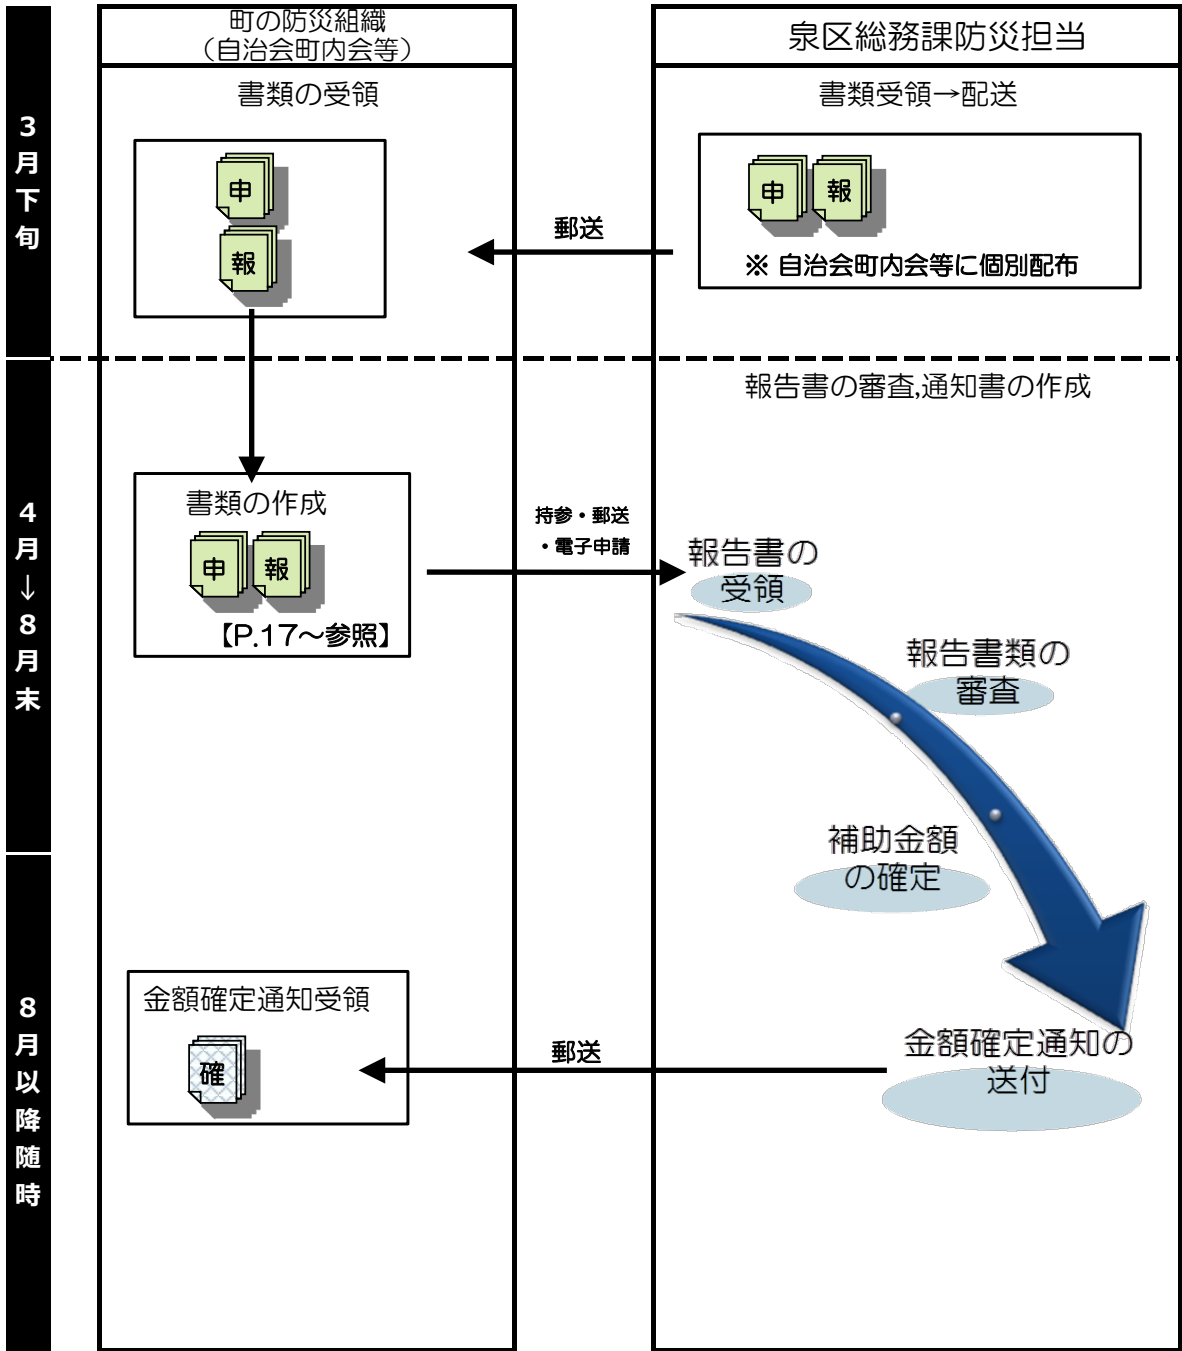 町の防災組織
（自治会町内会等）
泉区総務課防災担当
3月下旬
書類の受領
申
報
郵送
書類受領→配送
申
報
※ 自治会町内会等に個別配布
4月↓8月末
報告書の審査,通知書の作成
書類の作成
申
報
【P.17～参照】
持参・郵送
・電子申請
報告書の
受領
報告書類の
審査
補助金額
の確定
8月以降随時
金額確定通知受領
確
郵送
金額確定通知の
送付